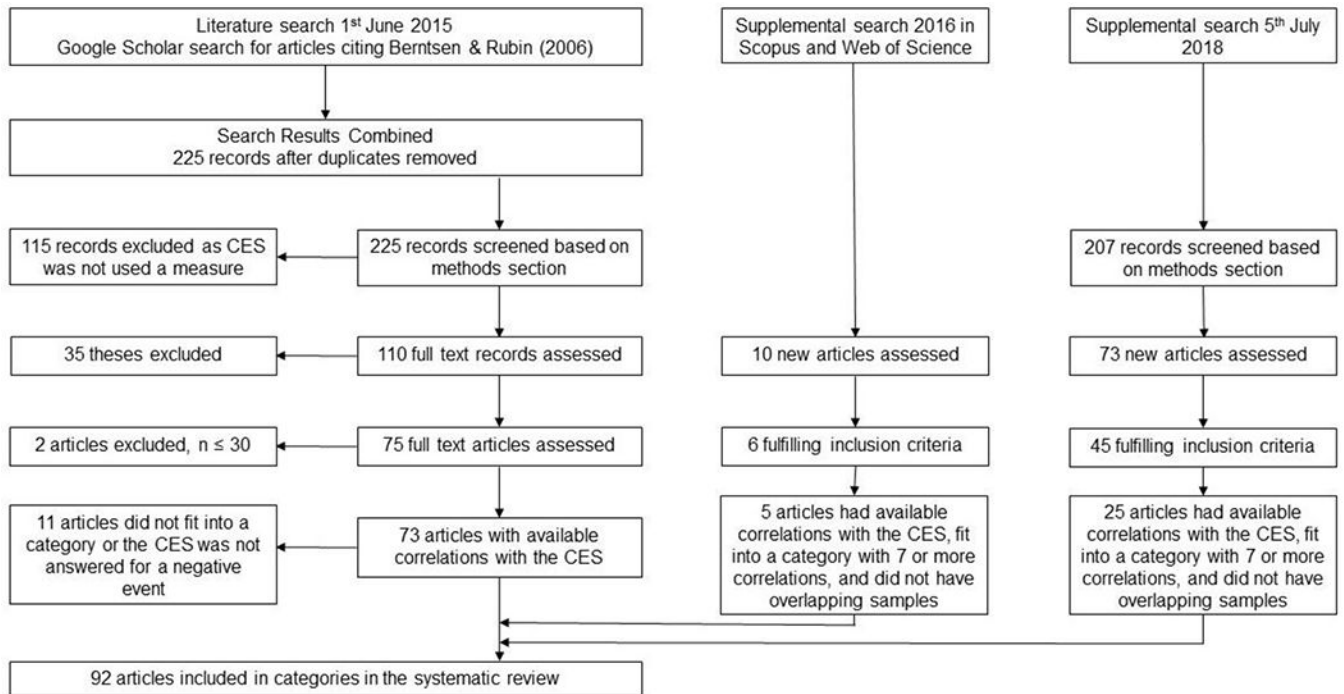 Literature search 1st June 2015
Google Scholar search for articles citing Berntsen & Rubin (2006)
Supplemental search 2016 in
Scopus and Web of Science
Supplemental search 5th July
2018
Search Results Combined
225 records after duplicates removed
115 records excluded as CES
was not used a measure
225 records screened based on
methods section
207 records screened based
on methods section
35 theses excluded
110 full text records assessed
10 new articles assessed
73 new articles assessed
2 articles excluded, n ≤ 30
75 full text articles assessed
6 fulfilling inclusion criteria
45 fulfilling inclusion criteria
11 articles did not fit into a
category or the CES was not
answered for a negative
event
73 articles with available
correlations with the CES
5 articles had available
correlations with the CES, fit
into a category with 7 or more
correlations, and did not have
overlapping samples
25 articles had available
correlations with the CES, fit
into a category with 7 or more
correlations, and did not have
overlapping samples
92 articles included in categories in the systematic review